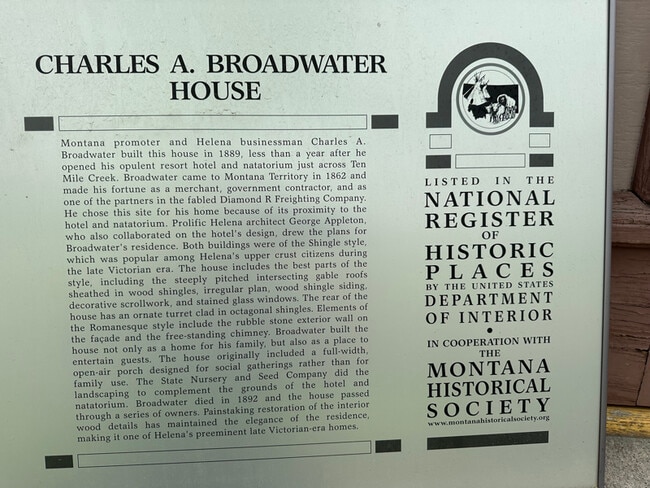 CHARLES A. BROADWATER
HOUSE
Montana promoter and Helena businessman Charles A.
Broadwater built this house in 1889, less than a year after he
opened his opulent resort hotel and natatorium just across Ten
Mile Creek. Broadwater came to Montana Territory in 1862 and
made his fortune as a merchant, government contractor, and as
one of the partners in the fabled Diamond R Freighting Company.
He chose this site for his home because of its proximity to the
hotel and natatorium. Prolific Helena architect George Appleton,
who also collaborated on the hotel's design, drew the plans for
Broadwater's residence. Both buildings were of the Shingle style,
which was popular among Helena's upper crust citizens during
the late Victorian era. The house includes the best parts of the
style, including the steeply pitched intersecting gable roofs
sheathed in wood shingles, irregular plan, wood shingle siding,
decorative scrollwork, and stained glass windows. The rear of the
house has an ornate turret clad in octagonal shingles. Elements of
the Romanesque style include the rubble stone exterior wall on
the façade and the free-standing chimney. Broadwater built the
house not only as a home for his family, but also as a place to
entertain guests. The house originally included a full-width,
open-air porch designed for social gatherings rather than for
family use. The State Nursery and Seed Company did the
landscaping to complement the grounds of the hotel and
natatorium. Broadwater died in 1892 and the house passed
through a series of owners. Painstaking restoration of the interior
wood details has maintained the elegance of the residence,
making it one of Helena's preeminent late Victorian-era homes.
LISTED IN THE
NATIONAL
REGISTER
OF
HISTORIC
PLACES
BY THE UNITED STATES
DEPARTMENT
OF INTERIOR
•
IN COOPERATION WITH
THE
MONTANA
HISTORICAL
SOCIETY
www.montanahistoricalsociety.org